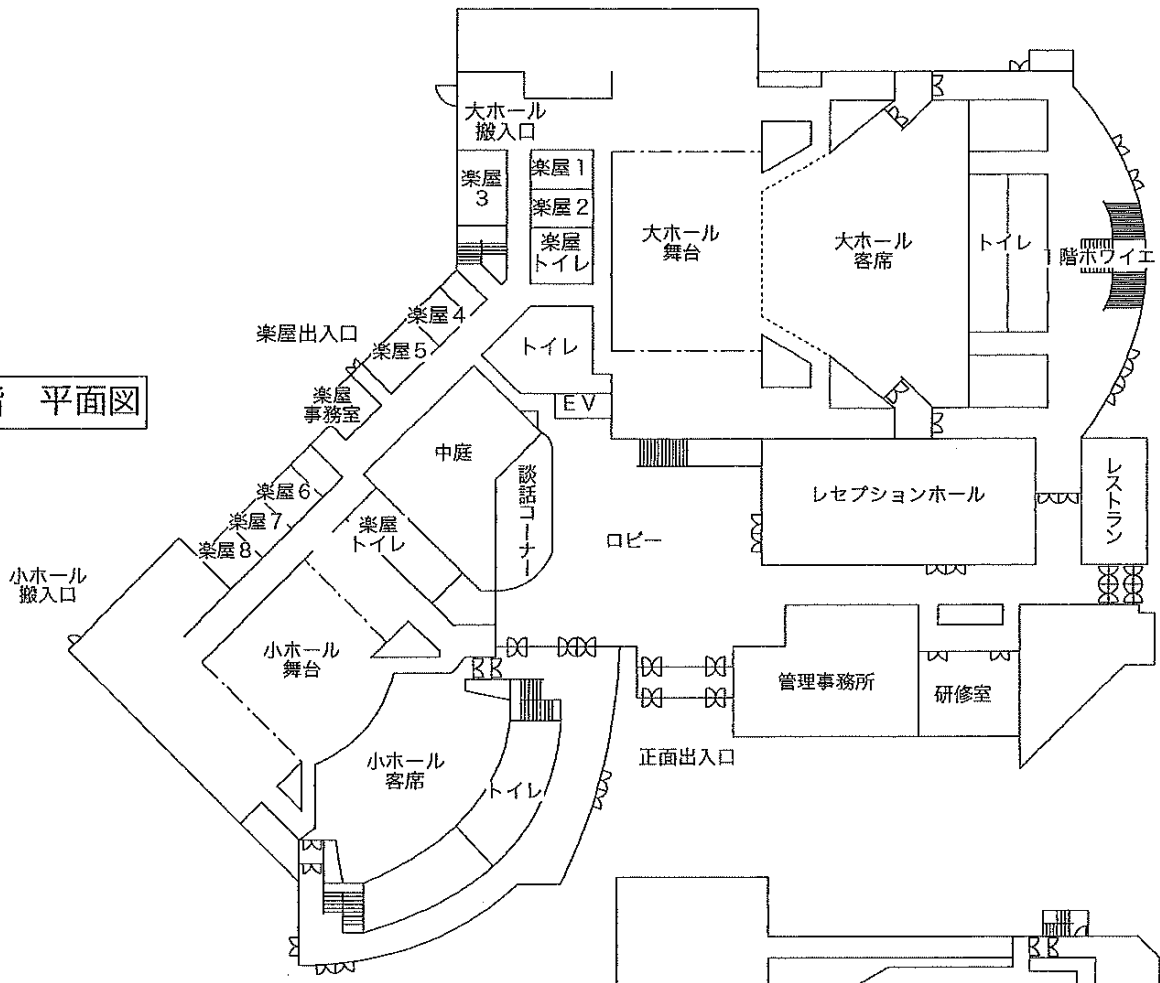 大ホール
搬入口
楽屋
3
楽屋1
楽屋2
楽屋
トイレ
大ホール
舞台
大ホール
客席
トイレ
階ホワイエ
楽屋出入口
楽屋4
楽屋5
トイレ
階 平面図
楽屋
事務室
EV
中庭
談話コーナー
レセプションホール
レストラン
楽屋6
楽屋7
楽屋8
楽屋
トイレ
ロビー
小ホール
搬入口
小ホール
舞台
管理事務所
研修室
正面出入口
小ホール
客席
トイレ